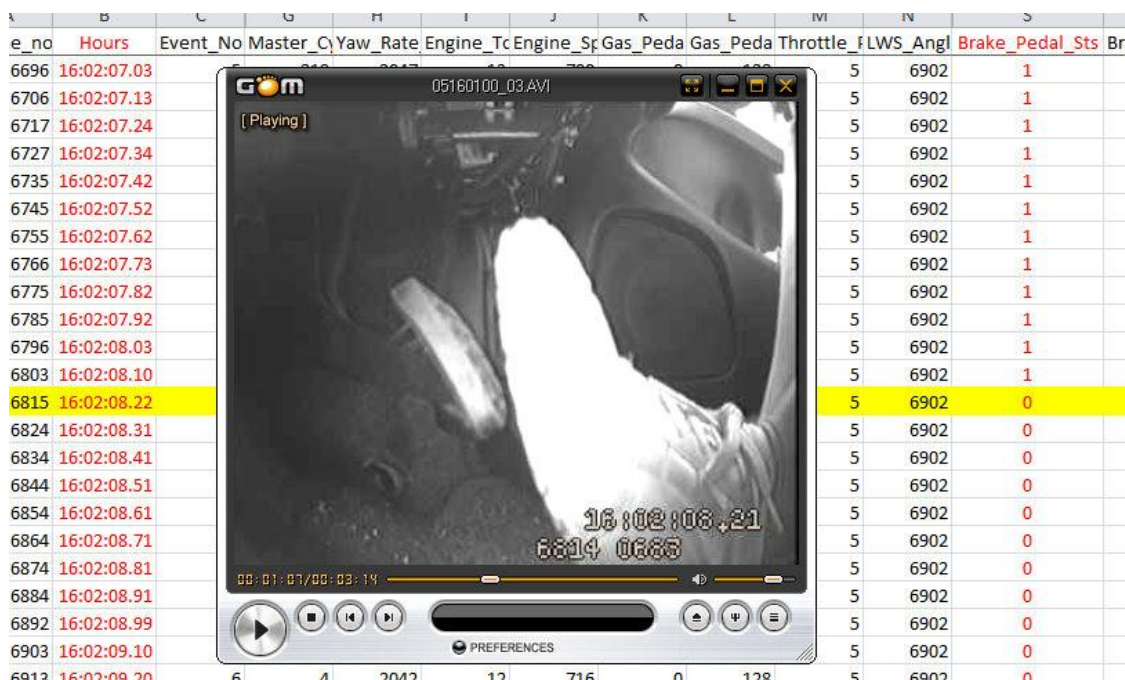 B C G H I J K L M N S
e_no Hours Event_No Master_Cy Yaw_Rate Engine_To Engine_Sp Gas_Peda Gas_Peda Throttle_F LWS_Angl Brake_Pedal_Sts Br
6696 16:02:07.03 5 6902 1
GOM 05160100_03.AVI
6706 16:02:07.13 5 6902 1
[ Playing ]
6717 16:02:07.24 5 6902 1
6727 16:02:07.34 5 6902 1
6735 16:02:07.42 5 6902 1
6745 16:02:07.52 5 6902 1
6755 16:02:07.62 5 6902 1
6766 16:02:07.73 5 6902 1
6775 16:02:07.82 5 6902 1
6785 16:02:07.92 5 6902 1
6796 16:02:08.03 5 6902 1
6803 16:02:08.10 5 6902 1
6815 16:02:08.22 5 6902 0
6824 16:02:08.31 5 6902 0
6834 16:02:08.41 5 6902 0
6844 16:02:08.51 5 6902 0
6854 16:02:08.61 5 6902 0
16:02:08.21
6864 16:02:08.71 5 6902 0
6814 0683
6874 16:02:08.81 5 6902 0
00:01:07/00:03:14
6884 16:02:08.91 5 6902 0
6892 16:02:08.99 5 6902 0
6903 16:02:09.10 5 6902 0
PREFERENCES
6913 16:02:09.20 6 4 2042 12 716 0 128 5 6902 0